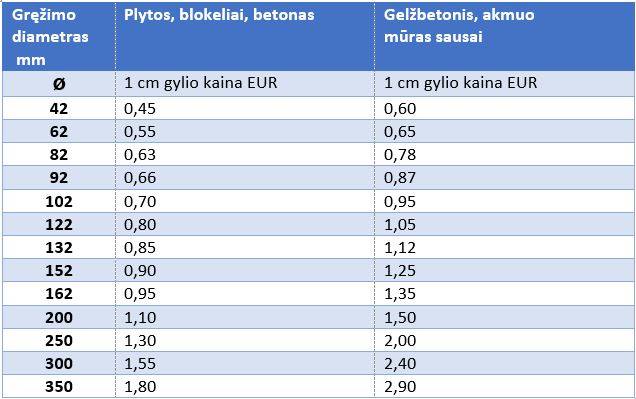 Gręžimo diametras mm | Plytos, blokeliai, betonas | Gelžbetonis, akmuo mūras sausai
Ø | 1 cm gylio kaina EUR | 1 cm gylio kaina EUR
42 | 0,45 | 0,60
62 | 0,55 | 0,65
82 | 0,63 | 0,78
92 | 0,66 | 0,87
102 | 0,70 | 0,95
122 | 0,80 | 1,05
132 | 0,85 | 1,12
152 | 0,90 | 1,25
162 | 0,95 | 1,35
200 | 1,10 | 1,50
250 | 1,30 | 2,00
300 | 1,55 | 2,40
350 | 1,80 | 2,90